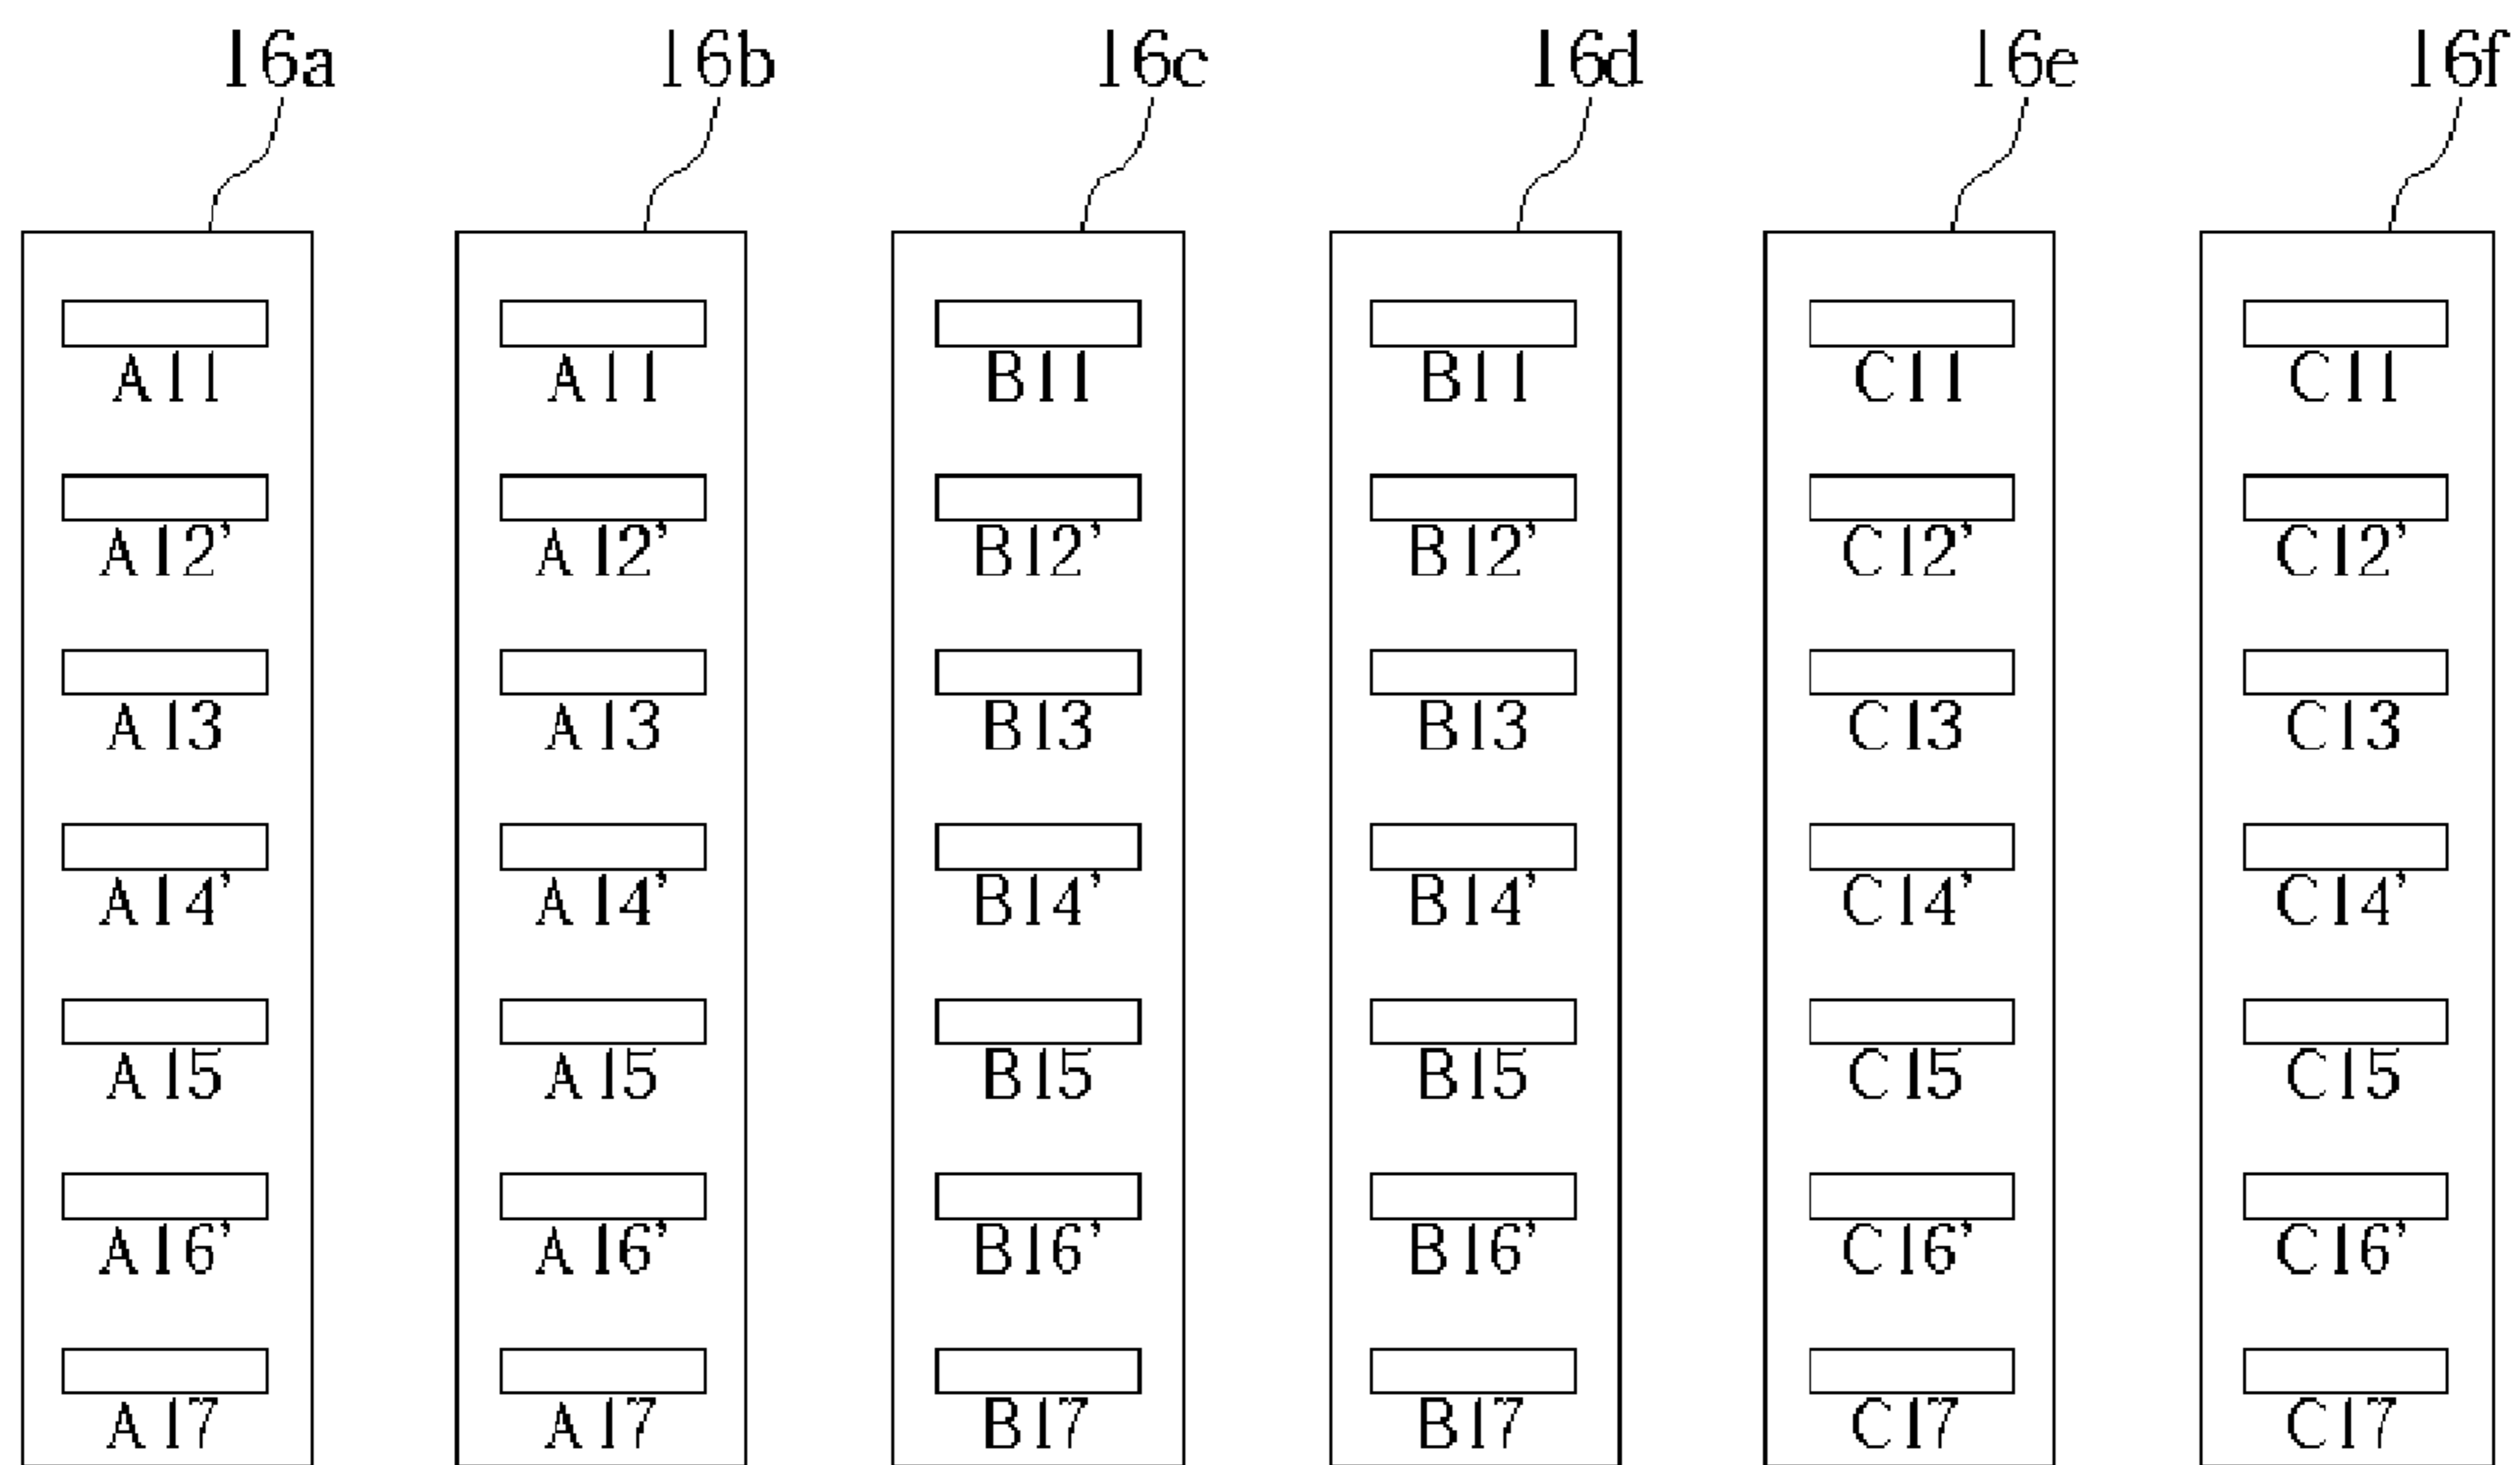 16a 16b 16c 16d 16e 16f
A11 A11 B11 B11 C11 C11
A12' A12' B12' B12' C12' C12'
A13 A13 B13 B13 C13 C13
A14' A14' B14' B14' C14' C14'
A15 A15 B15 B15 C15 C15
A16' A16' B16' B16' C16' C16'
A17 A17 B17 B17 C17 C17